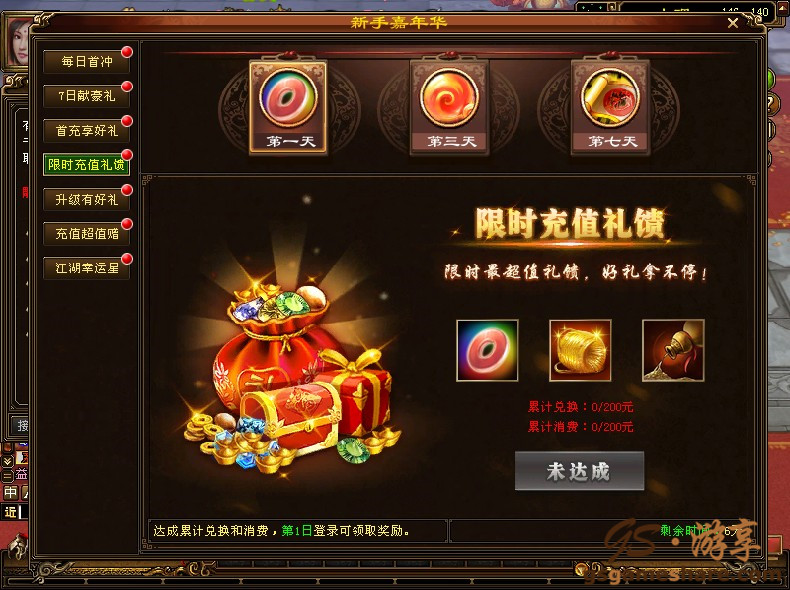 新手嘉年华
每日首冲
7日献豪礼
首充享好礼
限时充值礼馈
升级有好礼
充值超值赠
江湖幸运星
第一天
第三天
第七天
限时充值礼馈
限时最超值礼馈，好礼拿不停！
累计兑换：0/200元
累计消费：0/200元
未达成
达成累计兑换和消费，第1日登录可领取奖励。
剩余时间
GS·游享
接
益
甲
近